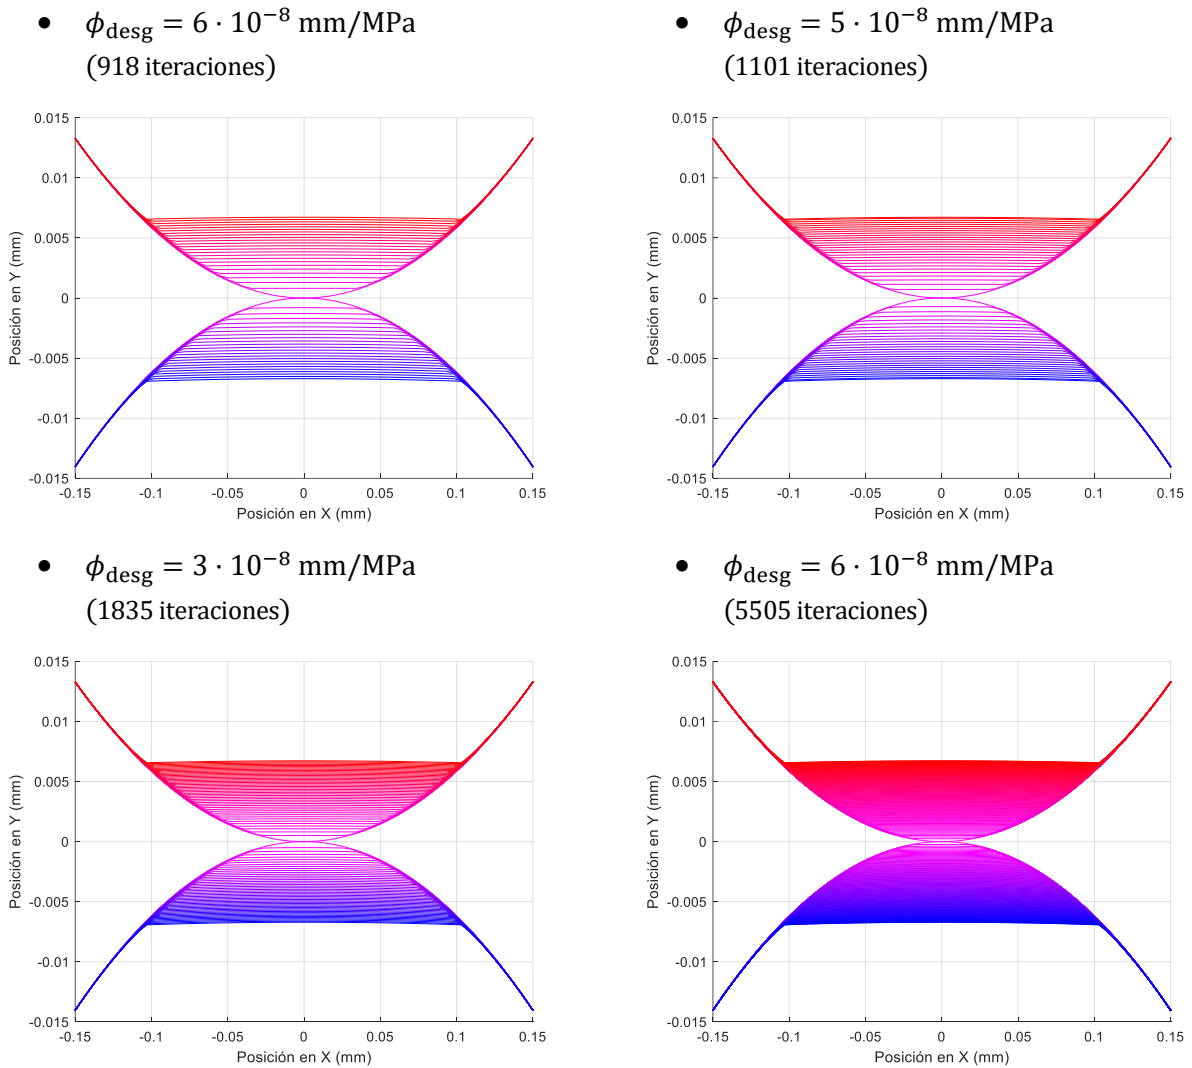 • ϕdesg = 6 · 10⁻⁸ mm/MPa
(918 iteraciones)
0.015
0.01
0.005
0
-0.005
-0.01
-0.015
-0.15 -0.1 -0.05 0 0.05 0.1 0.15
Posición en X (mm)
Posición en Y (mm)
• ϕdesg = 5 · 10⁻⁸ mm/MPa
(1101 iteraciones)
0.015
0.01
0.005
0
-0.005
-0.01
-0.015
-0.15 -0.1 -0.05 0 0.05 0.1 0.15
Posición en X (mm)
Posición en Y (mm)
• ϕdesg = 3 · 10⁻⁸ mm/MPa
(1835 iteraciones)
0.015
0.01
0.005
0
-0.005
-0.01
-0.015
-0.15 -0.1 -0.05 0 0.05 0.1 0.15
Posición en X (mm)
Posición en Y (mm)
• ϕdesg = 6 · 10⁻⁸ mm/MPa
(5505 iteraciones)
0.015
0.01
0.005
0
-0.005
-0.01
-0.015
-0.15 -0.1 -0.05 0 0.05 0.1 0.15
Posición en X (mm)
Posición en Y (mm)